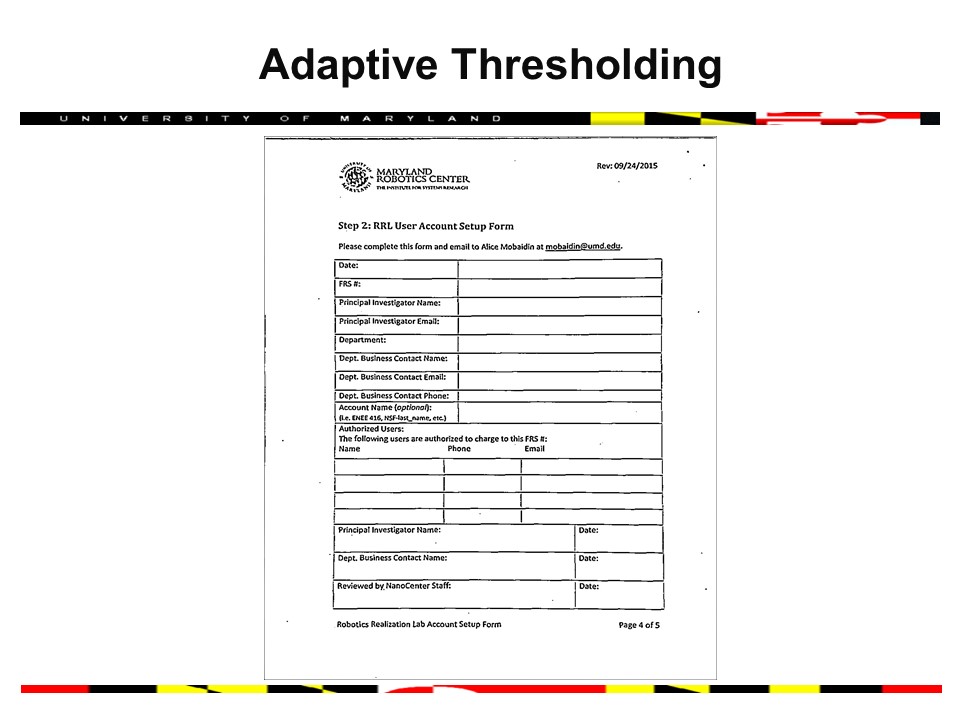 Adaptive Thresholding
UNIVERSITY OF MARYLAND
UNIVERSITY OF
MARYLAND
MARYLAND
ROBOTICS CENTER
THE INSTITUTE FOR SYSTEMS RESEARCH
Rev: 09/24/2015
Step 2: RRL User Account Setup Form
Please complete this form and email to Alice Mobaidin at mobaidin@umd.edu.
Date:
FRS #:
Principal Investigator Name:
Principal Investigator Email:
Department:
Dept. Business Contact Name:
Dept. Business Contact Email:
Dept. Business Contact Phone:
Account Name (optional):
(i.e. ENEE 416, NSF-last_name, etc.)
Authorized Users:
The following users are authorized to charge to this FRS #:
Name Phone Email
Principal Investigator Name: Date:
Dept. Business Contact Name: Date:
Reviewed by NanoCenter Staff: Date:
Robotics Realization Lab Account Setup Form Page 4 of 5